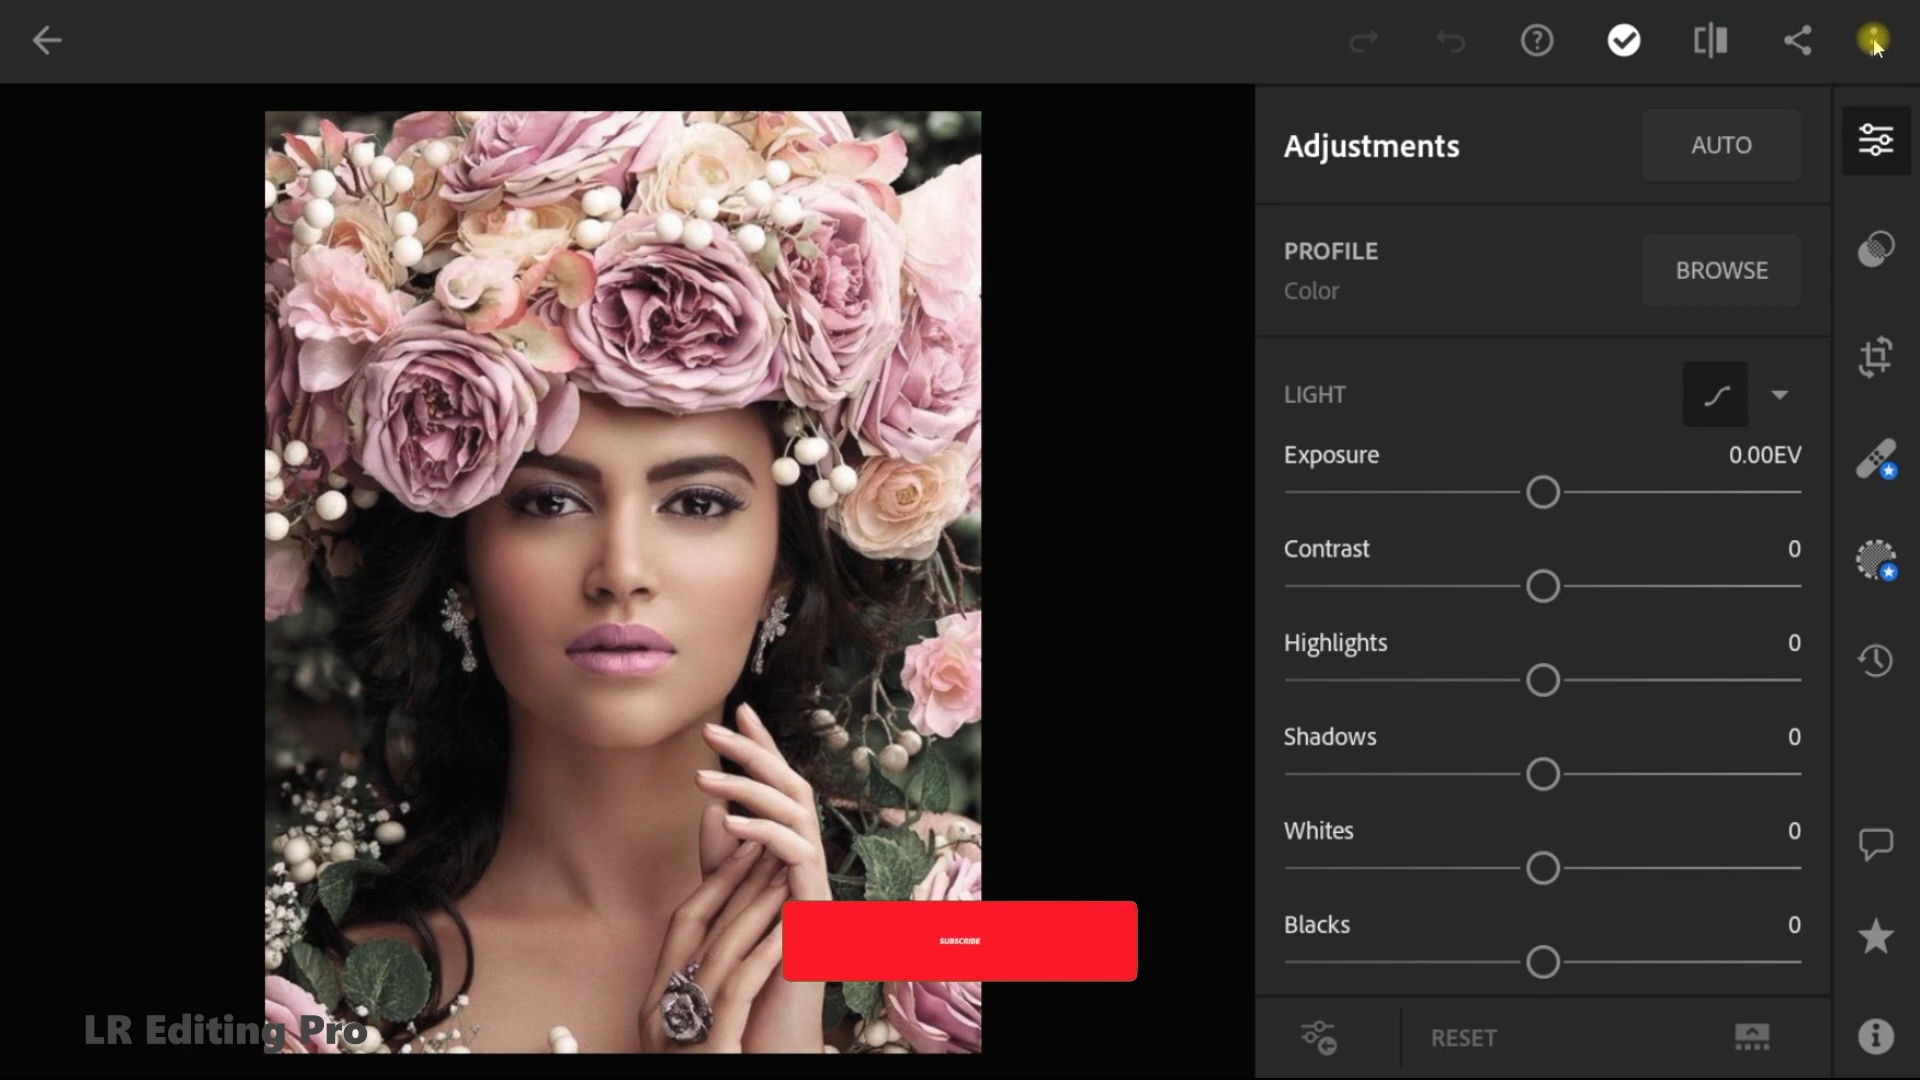 Adjustments
AUTO
PROFILE
Color
BROWSE
LIGHT
Exposure
0.00EV
Contrast
0
Highlights
0
Shadows
0
Whites
0
Blacks
0
SUBSCRIBE
LR Editing Pro
RESET